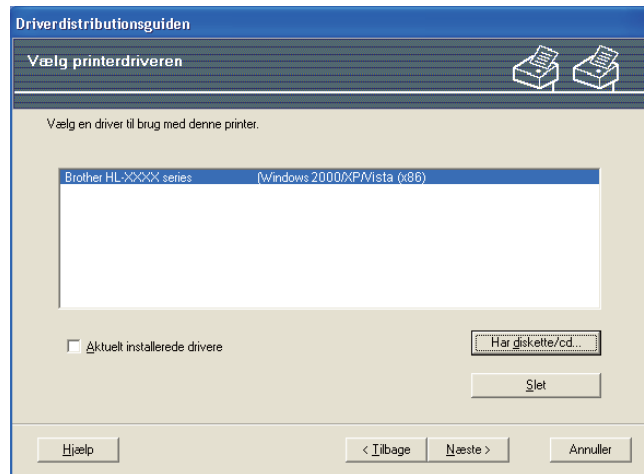 Driverdistributionsguiden
Vælg printerdriveren
Vælg en driver til brug med denne printer.
Brother HL-XXXX series (Windows 2000/XP/Vista (x86)
Aktuelt installerede drivere
Har diskette/cd...
Slet
Hjælp < Tilbage Næste > Annuller